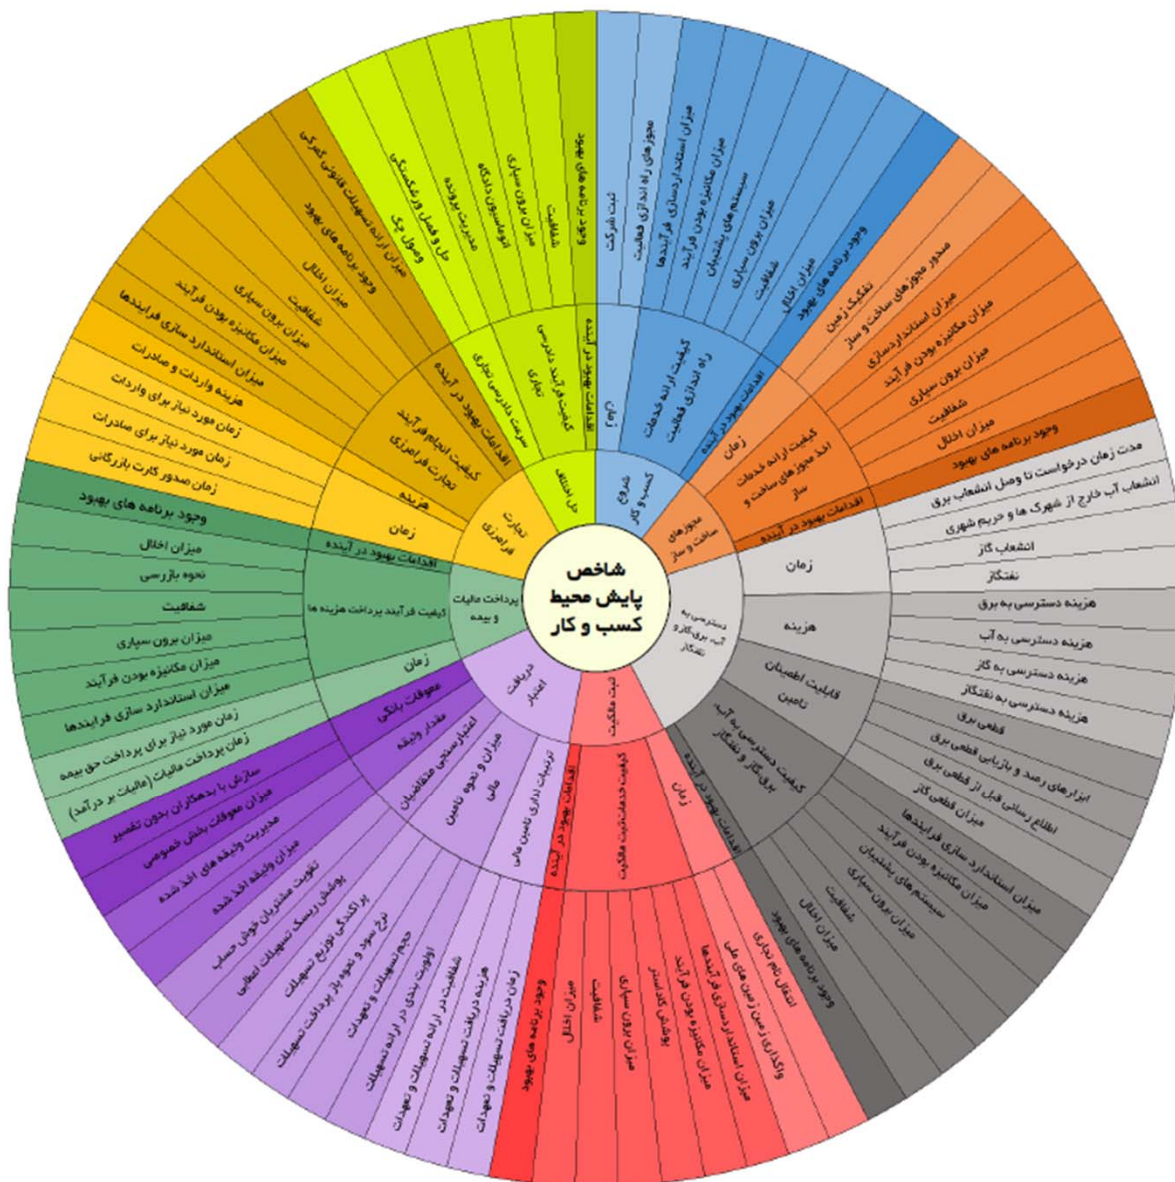 شاخص
پایش محیط
کسب و کار
شروع
کسب و کار
زمان
ثبت شرکت
مجوزهای راه اندازی فعالیت
کیفیت ارائه خدمات
راه اندازی فعالیت
میزان استانداردسازی فرآیندها
میزان مکانیزه بودن فرآیند
سیستم های پشتیبان
میزان برون سپاری
شفافیت
میزان اخلال
اقدامات بهبود در آینده
وجود برنامه های بهبود
مجوزهای
ساخت و ساز
زمان
تفکیک زمین
صدور مجوزهای ساخت و ساز
کیفیت ارائه خدمات
اخذ مجوزهای ساخت و
ساز
میزان استانداردسازی
میزان مکانیزه بودن فرآیند
میزان برون سپاری
شفافیت
میزان اخلال
اقدامات بهبود در آینده
وجود برنامه های بهبود
دسترسی به
آب، برق،گاز و
نفتگاز
زمان
مدت زمان درخواست تا وصل انشعاب برق
انشعاب آب خارج از شهرک ها و حریم شهری
انشعاب گاز
نفتگاز
هزینه
هزینه دسترسی به برق
هزینه دسترسی به آب
هزینه دسترسی به گاز
هزینه دسترسی به نفتگاز
قابلیت اطمینان
تامین
قطعی برق
ابزارهای رصد و بازیابی قطعی برق
اطلاع رسانی قبل از قطعی برق
میزان قطعی گاز
کیفیت دسترسی به آب،
برق،گاز و نفتگاز
میزان استاندارد سازی فرایندها
میزان مکانیزه بودن فرآیند
سیستم های پشتیبان
میزان برون سپاری
شفافیت
میزان اخلال
اقدامات بهبود در آینده
وجود برنامه های بهبود
ثبت مالکیت
زمان
انتقال نام تجاری
واگذاری زمین زمین های ملی
کیفیت خدمات ثبت مالکیت
میزان استانداردسازی فرآیندها
میزان مکانیزه بودن فرآیند
پوشش کاداستر
میزان برون سپاری
شفافیت
میزان اخلال
اقدامات بهبود در آینده
وجود برنامه های بهبود
دریافت
اعتبار
ترتیبات اداری تامین مالی
زمان دریافت تسهیلات و تعهدات
هزینه دریافت تسهیلات و تعهدات
شفافیت در ارائه تسهیلات و تعهدات
میزان و نحوه تامین
مالی
اولویت بندی در ارائه تسهیلات
حجم تسهیلات و تعهدات
نرخ سود و نحوه باز پرداخت تسهیلات
پراکندگی توزیع تسهیلات
اعتبارسنجی متقاضیان
پوشش ریسک تسهیلات اعطایی
تقویت مشتریان خوش حساب
مقدار وثیقه
میزان وثیقه اخذ شده
مدیریت وثیقه های اخذ شده
معوقات بانکی
میزان معوقات بخش خصوصی
سازش با بدهکاران بدون تقصیر
پرداخت مالیات
و بیمه
زمان
زمان پرداخت مالیات (مالیات بر درآمد)
زمان مورد نیاز برای پرداخت حق بیمه
کیفیت فرآیند پرداخت هزینه ها
میزان استاندارد سازی فرایندها
میزان مکانیزه بودن فرآیند
میزان برون سپاری
شفافیت
نحوه بازرسی
میزان اخلال
اقدامات بهبود در آینده
وجود برنامه های بهبود
تجارت
فرامرزی
زمان
زمان صدور کارت بازرگانی
زمان مورد نیاز برای صادرات
زمان مورد نیاز برای واردات
هزینه
هزینه واردات و صادرات
کیفیت انجام فرآیند
تجارت فرامرزی
میزان استاندارد سازی فرایندها
میزان مکانیزه بودن فرآیند
میزان برون سپاری
شفافیت
میزان اخلال
اقدامات بهبود در آینده
وجود برنامه های بهبود
میزان ارائه تسهیلات قانونی گمرکی
حل اختلاف
سرعت دادرسی تجاری
وصول چک
حل و فصل ورشکستگی
کیفیت فرآیند دادرسی
تجاری
مدیریت پرونده
اتوماسیون دادگاه
میزان برون سپاری
شفافیت
اقدامات بهبود در آینده
وجود برنامه های بهبود